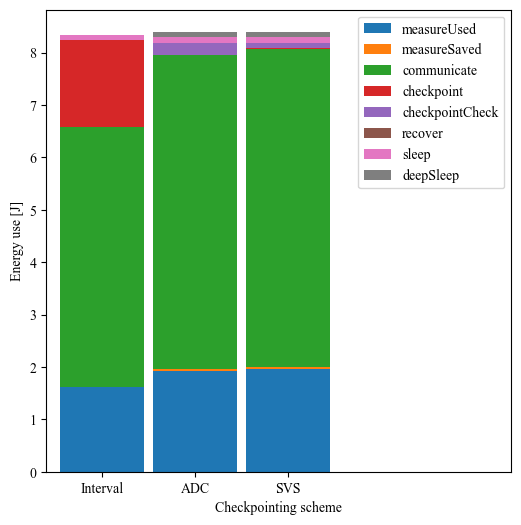 Energy use [J]
8
7
6
5
4
3
2
1
0
Interval
ADC
SVS
Checkpointing scheme
measureUsed
measureSaved
communicate
checkpoint
checkpointCheck
recover
sleep
deepSleep